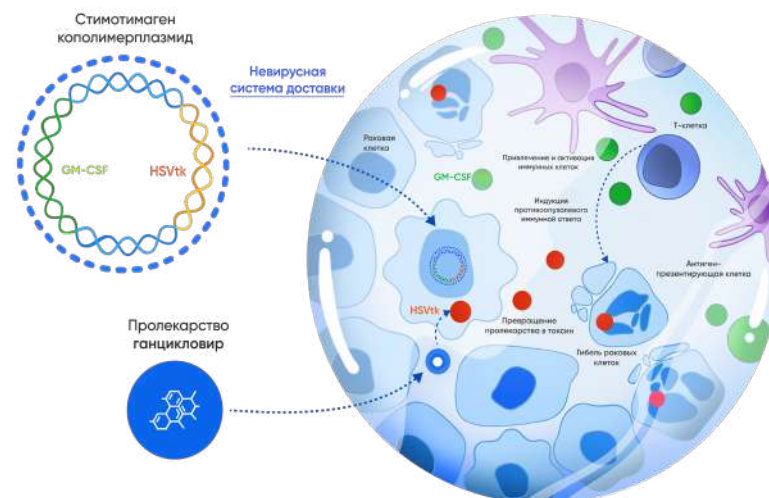 Стимотимаген
кополимерплазмид
Невирусная
система доставки
GM-CSF
HSVtk
Раковая
клетка
Т-клетка
Привлечение и активация
иммунных клеток
GM-CSF
Индукция
противоопухолевого
иммунной ответа
Антиген-
презентирующая клетка
HSVtk
Превращение
пролекарства в токсин
Гибель раковых
клеток
Пролекарство
ганцикловир